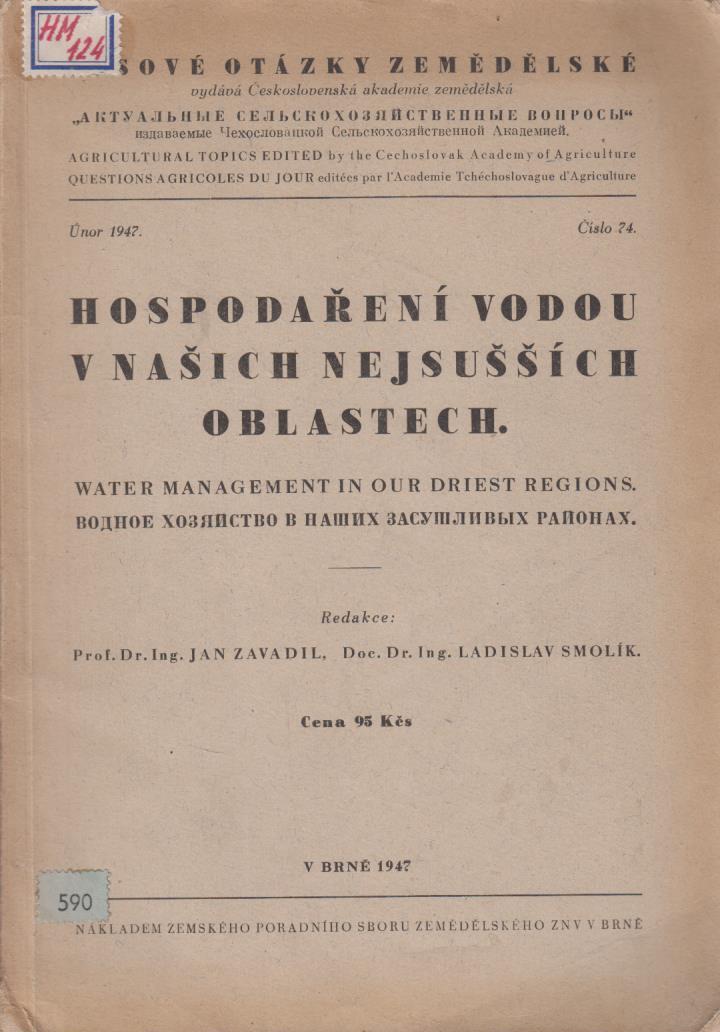 HM
124
SOVÉ OTÁZKY ZEMĚDĚLSKÉ
vydává Československá akademie zemědělská
„АКТУАЛЬНЫЕ СЕЛЬСКОХОЗЯЙСТВЕННЫЕ ВОПРОСЫ“
издаваемые Чехословацкой Сельскохозяйственной Академией.
AGRICULTURAL TOPICS EDITED by the Cechoslovak Academy of Agriculture
QUESTIONS AGRICOLES DU JOUR editées par l'Academie Tchéchoslovague d'Agriculture
Únor 1947.
Číslo 74.
HOSPODAŘENÍ VODOU
V NAŠICH NEJSUŠŠÍCH
OBLASTECH.
WATER MANAGEMENT IN OUR DRIEST REGIONS.
ВОДНОЕ ХОЗЯЙСТВО В НАШИХ ЗАСУШЛИВЫХ РАЙОНАХ.
Redakce:
Prof. Dr. Ing. JAN ZAVADIL, Doc. Dr. Ing. LADISLAV SMOLÍK.
Cena 95 Kčs
V BRNĚ 1947
590
NÁKLADEM ZEMSKÉHO PORADNÍHO SBORU ZEMĚDĚLSKÉHO ZNV V BRNĚ